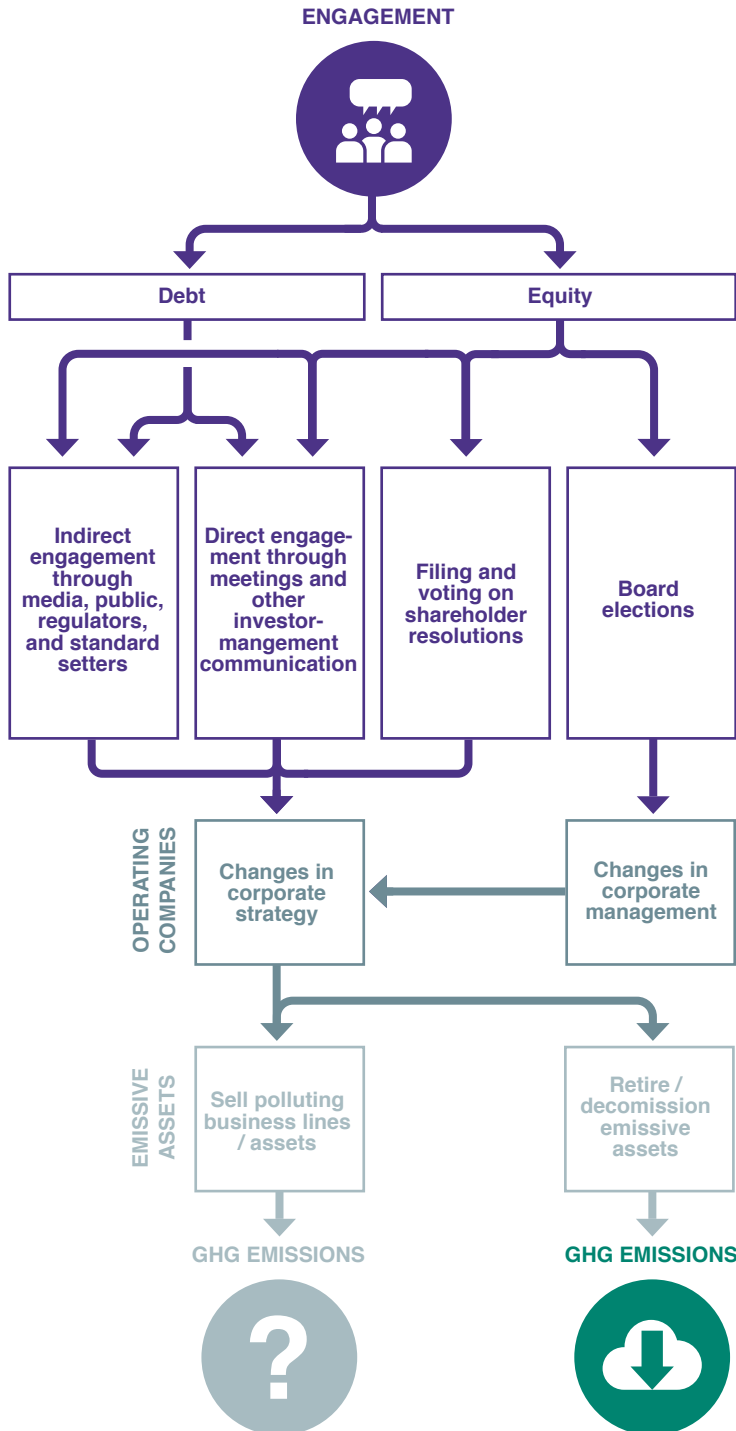 ENGAGEMENT
Debt
Equity
Indirect
engagement
through
media, public,
regulators,
and standard
setters
Direct engage-
ment through
meetings and
other
investor-
mangement
communication
Filing and
voting on
shareholder
resolutions
Board
elections
OPERATING
COMPANIES
Changes in
corporate
strategy
Changes in
corporate
management
EMISSIVE
ASSETS
Sell polluting
business lines
/ assets
Retire /
decomission
emissive
assets
GHG EMISSIONS
GHG EMISSIONS
?